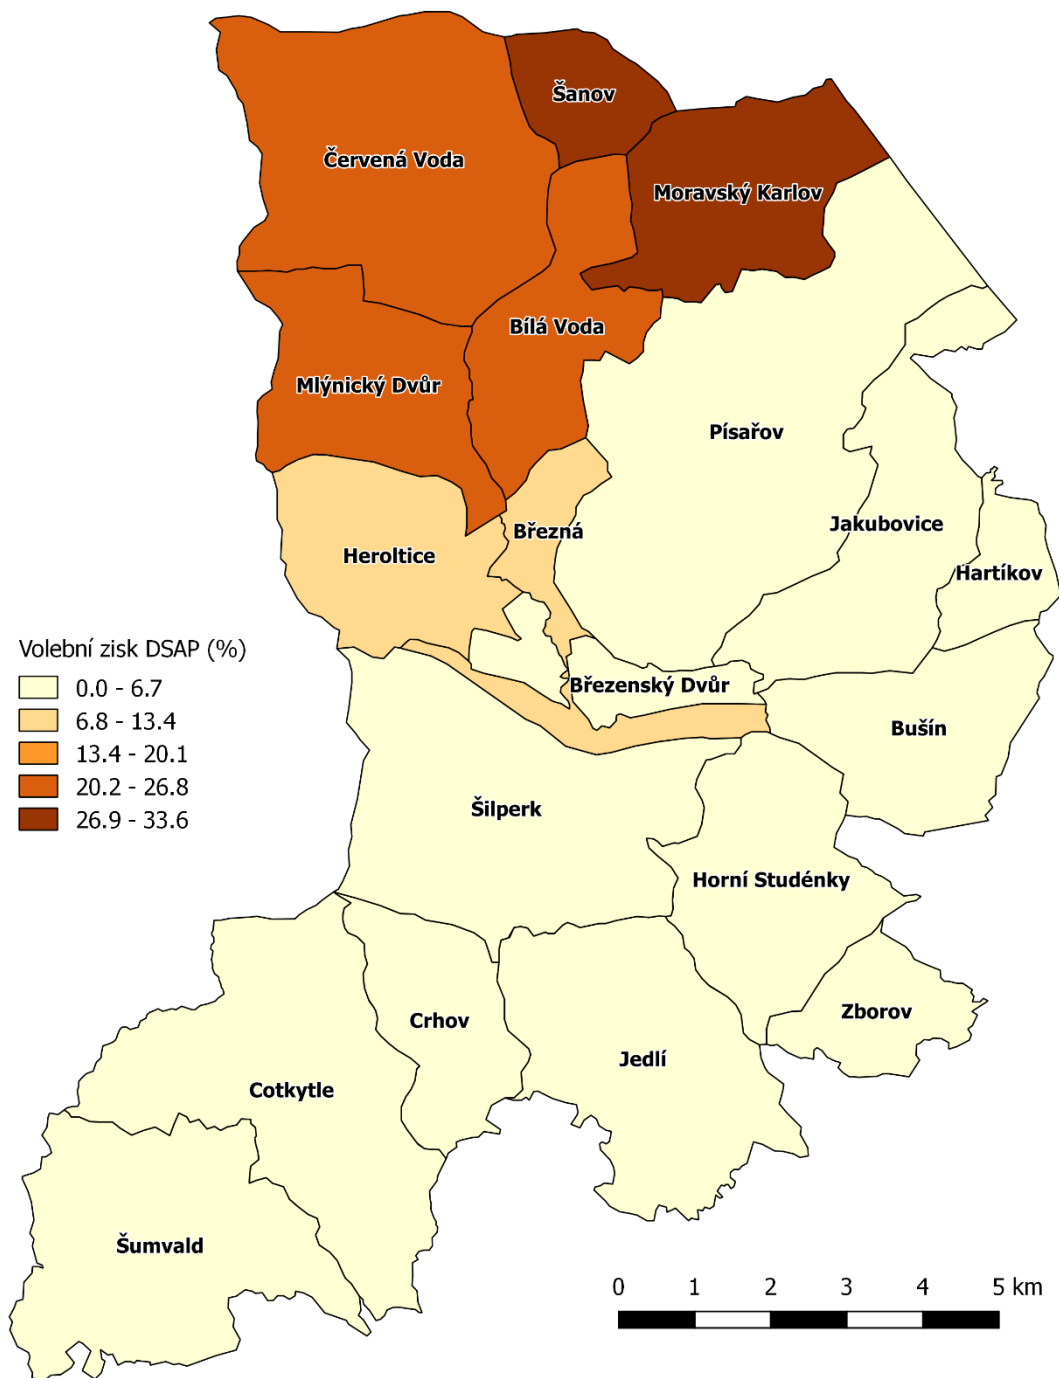 Šanov
Červená Voda
Moravský Karlov
Bílá Voda
Mlýnický Dvůr
Písařov
Jakubovice
Březná
Heroltice
Hartíkov
Volební zisk DSAP (%)
0.0 - 6.7
6.8 - 13.4
13.4 - 20.1
20.2 - 26.8
26.9 - 33.6
Březenský Dvůr
Bušín
Šilperk
Horní Studénky
Zborov
Crhov
Jedlí
Cotkytle
Šumvald
0 1 2 3 4 5 km